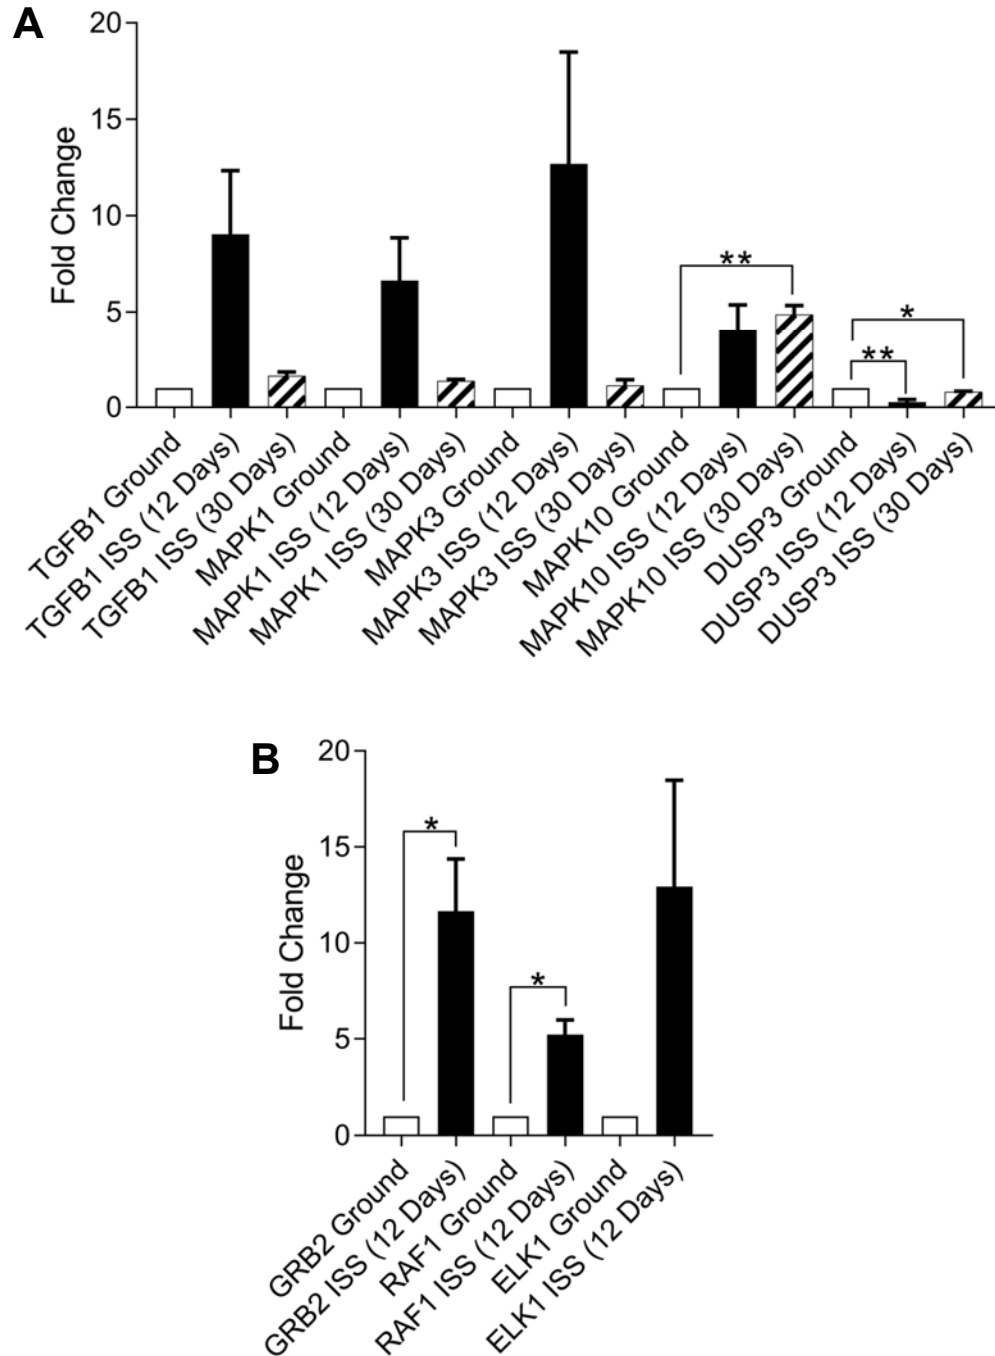 A
20
15
10
5
0
Fold Change
**
*
**
TGFB1 Ground
TGFB1 ISS (12 Days)
TGFB1 ISS (30 Days)
MAPK1 Ground
MAPK1 ISS (12 Days)
MAPK1 ISS (30 Days)
MAPK3 Ground
MAPK3 ISS (12 Days)
MAPK3 ISS (30 Days)
MAPK10 Ground
MAPK10 ISS (12 Days)
MAPK10 ISS (30 Days)
DUSP3 Ground
DUSP3 ISS (12 Days)
DUSP3 ISS (30 Days)
B
20
15
10
5
0
Fold Change
*
*
GRB2 Ground
GRB2 ISS (12 Days)
RAF1 Ground
RAF1 ISS (12 Days)
ELK1 Ground
ELK1 ISS (12 Days)